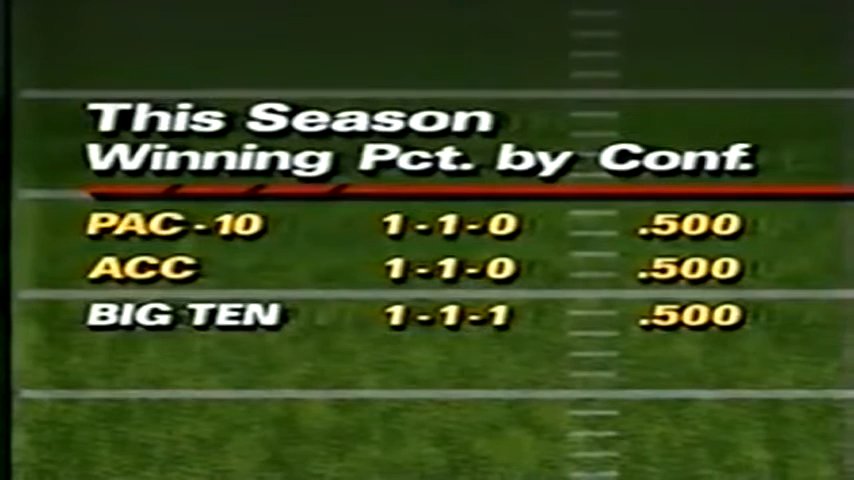 This Season
Winning Pct. by Conf.
PAC-10 1-1-0 .500
ACC 1-1-0 .500
BIG TEN 1-1-1 .500